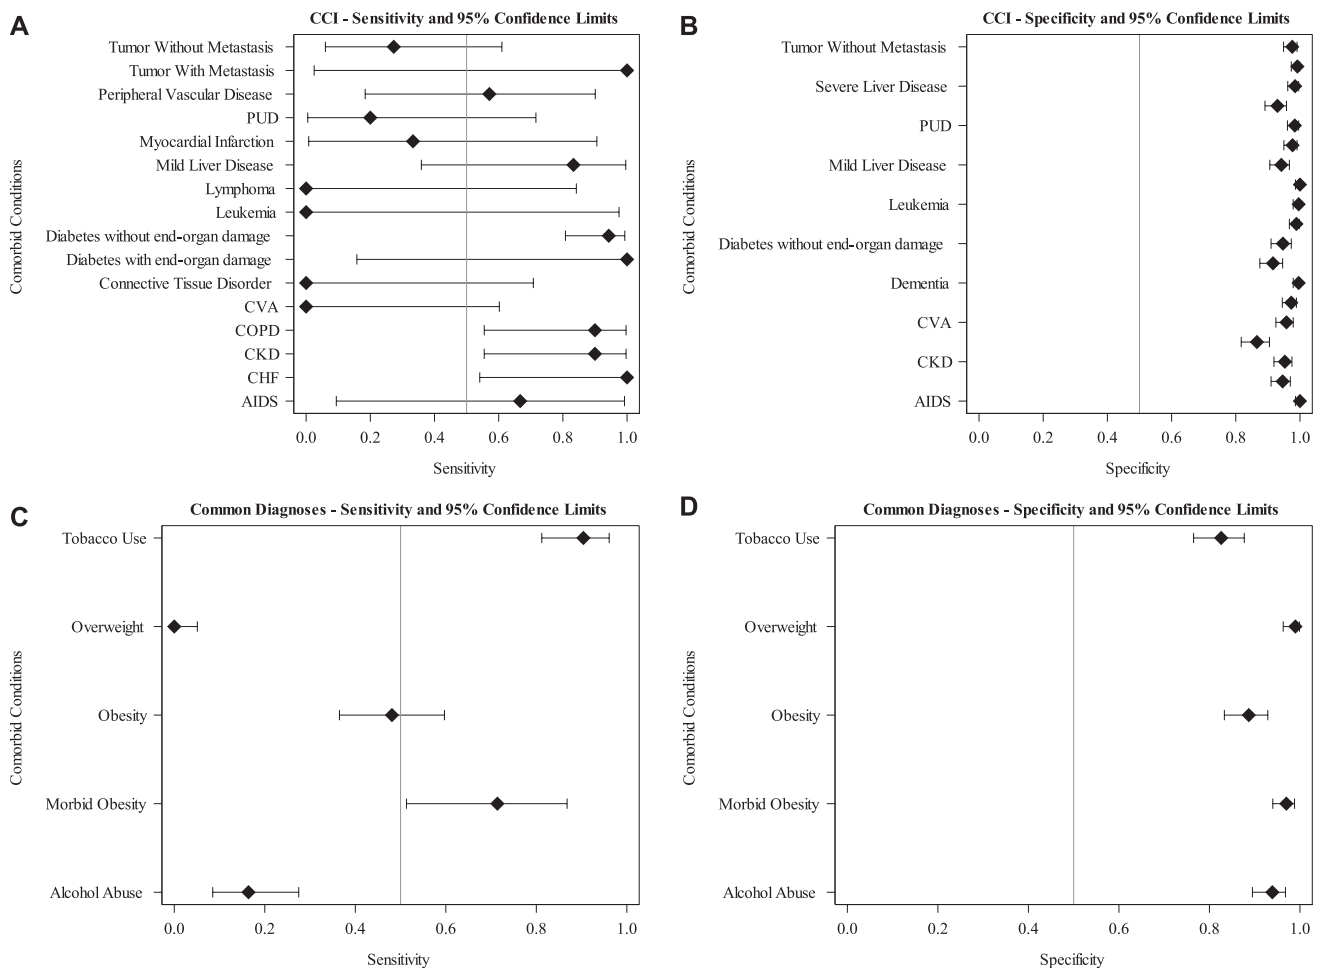 A
CCI - Sensitivity and 95% Confidence Limits
Comorbid Conditions
Tumor Without Metastasis
Tumor With Metastasis
Peripheral Vascular Disease
PUD
Myocardial Infarction
Mild Liver Disease
Lymphoma
Leukemia
Diabetes without end-organ damage
Diabetes with end-organ damage
Connective Tissue Disorder
CVA
COPD
CKD
CHF
AIDS
0.0 0.2 0.4 0.6 0.8 1.0
Sensitivity
B
CCI - Specificity and 95% Confidence Limits
Comorbid Conditions
Tumor Without Metastasis
Severe Liver Disease
PUD
Mild Liver Disease
Leukemia
Diabetes without end-organ damage
Dementia
CVA
CKD
AIDS
0.0 0.2 0.4 0.6 0.8 1.0
Specificity
C
Common Diagnoses - Sensitivity and 95% Confidence Limits
Comorbid Conditions
Tobacco Use
Overweight
Obesity
Morbid Obesity
Alcohol Abuse
0.0 0.2 0.4 0.6 0.8 1.0
Sensitivity
D
Common Diagnoses - Specificity and 95% Confidence Limits
Comorbid Conditions
Tobacco Use
Overweight
Obesity
Morbid Obesity
Alcohol Abuse
0.0 0.2 0.4 0.6 0.8 1.0
Specificity